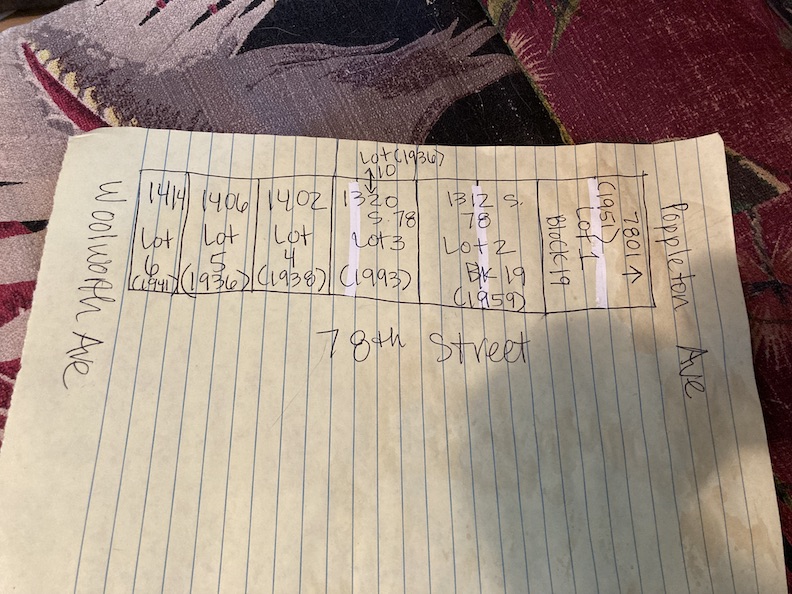 Lot (1936)
10
Woolworth Ave
1414
Lot
6
(1941)
1406
Lot
5
(1936)
1402
Lot
4
(1938)
1320
S. 78
Lot 3
(1993)
1312 S.
78
Lot 2
BK 19
(1959)
7801 ↑
(1951)
Lot 1
Block 19
Poppleton Ave
78th Street